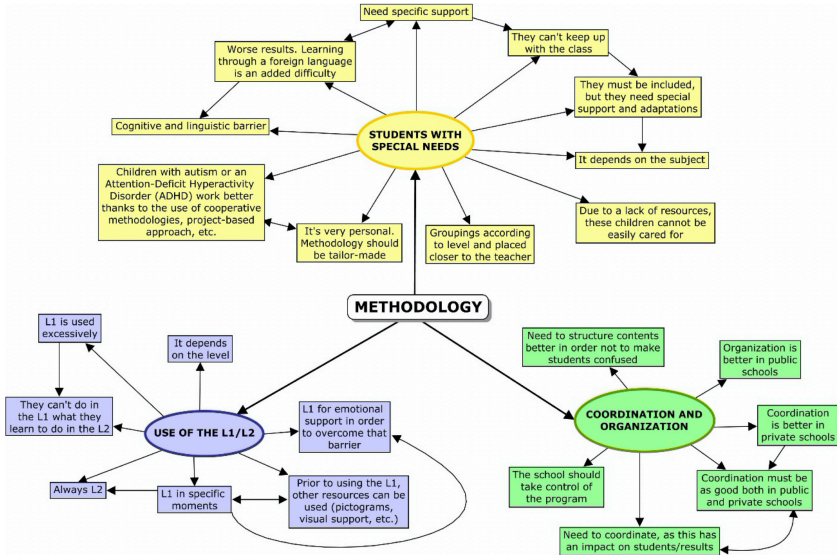 Need specific support
Worse results. Learning
through a foreign language
is an added difficulty
They can't keep up
with the class
They must be included,
but they need special
support and adaptations
Cognitive and linguistic barrier
STUDENTS WITH
SPECIAL NEEDS
It depends on the subject
Children with autism or an
Attention-Deficit Hyperactivity
Disorder (ADHD) work better
thanks to the use of cooperative
methodologies, project-based
approach, etc.
It's very personal.
Methodology should
be tailor-made
Groupings according
to level and placed
closer to the teacher
Due to a lack of resources,
these children cannot be
easily cared for
METHODOLOGY
L1 is used
excessively
It depends
on the level
They can't do in
the L1 what they
learn to do in the L2
USE OF THE L1/L2
L1 for emotional
support in order
to overcome that
barrier
Always L2
L1 in specific
moments
Prior to using the L1,
other resources can be
used (pictograms,
visual support, etc.)
Need to structure contents
better in order not to make
students confused
Organization is
better in public
schools
COORDINATION AND
ORGANIZATION
Coordination
is better in
private schools
The school should
take control of
the program
Coordination must be
as good both in public
and private schools
Need to coordinate, as this has
an impact on students/results